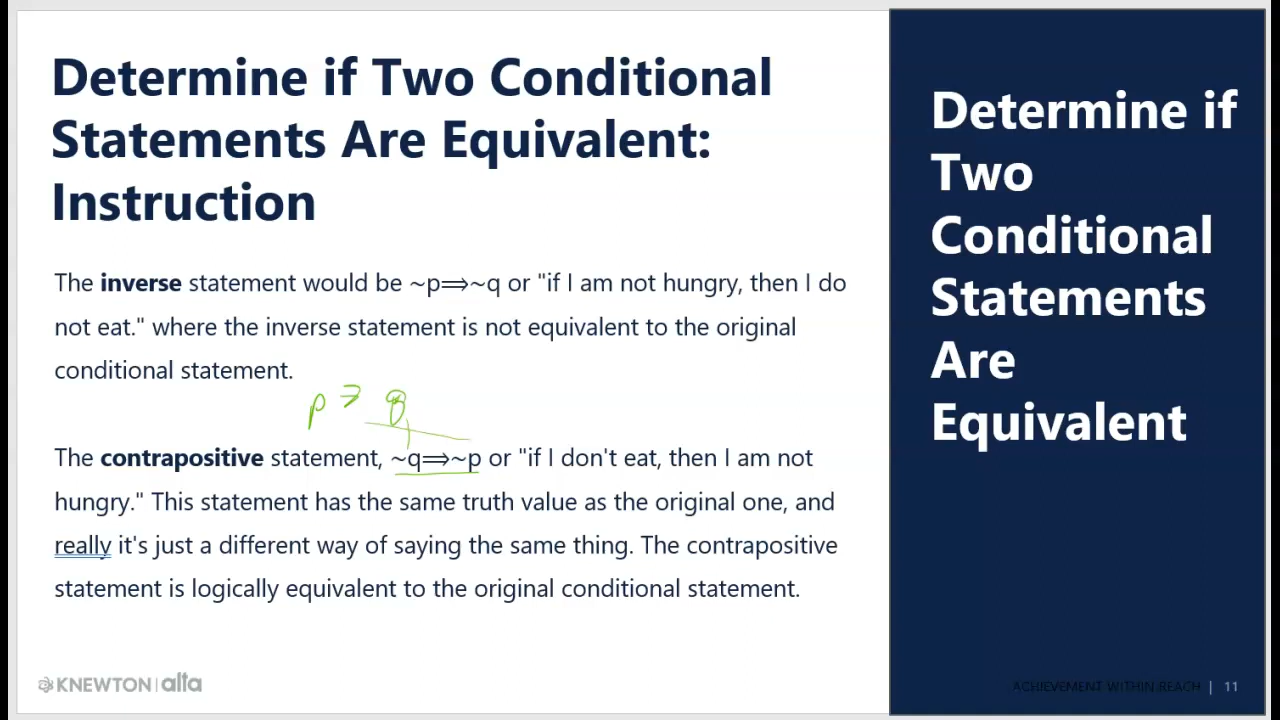 Determine if Two Conditional
Statements Are Equivalent:
Instruction
The inverse statement would be ~p⟹~q or "if I am not hungry, then I do
not eat." where the inverse statement is not equivalent to the original
conditional statement.
p ⇒ q
The contrapositive statement, ~q⟹~p or "if I don't eat, then I am not
hungry." This statement has the same truth value as the original one, and
really it's just a different way of saying the same thing. The contrapositive
statement is logically equivalent to the original conditional statement.
KNEWTON | alta
Determine if
Two
Conditional
Statements
Are
Equivalent
ACHIEVEMENT WITHIN REACH | 11